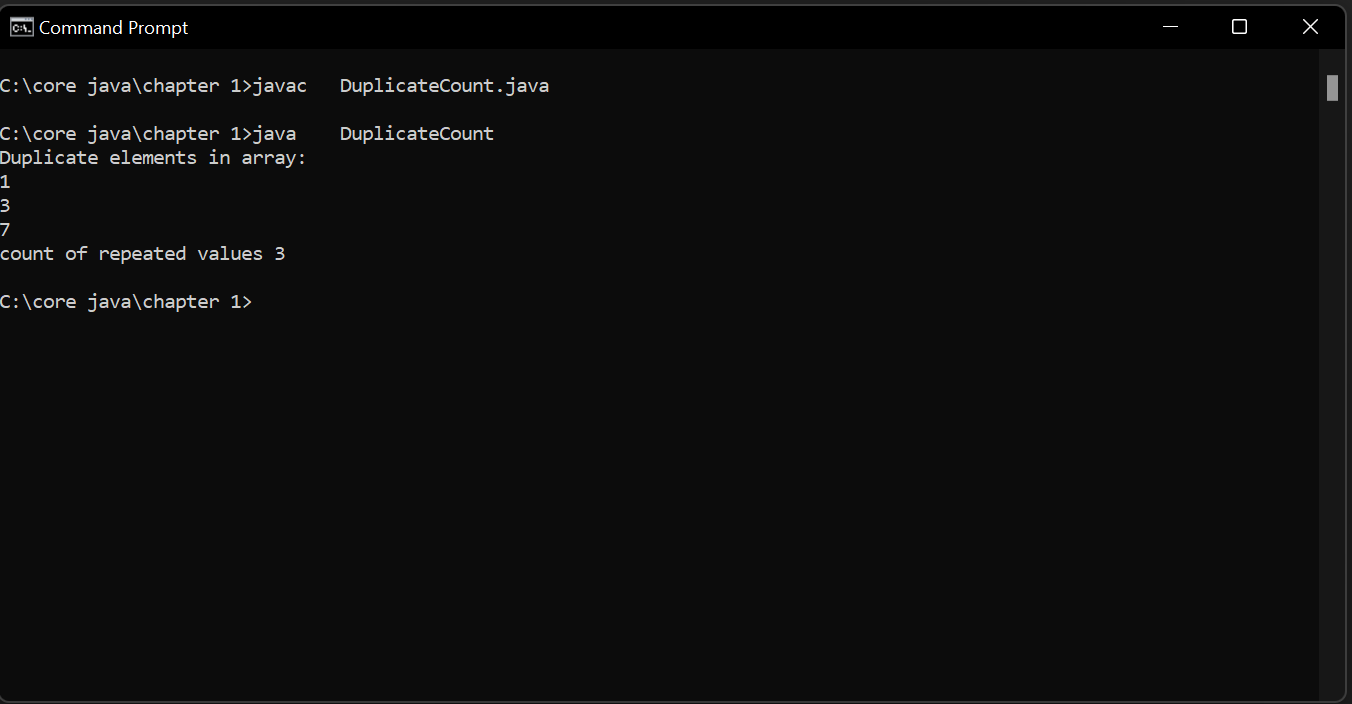 Command Prompt
C:\core java\chapter 1>javac   DuplicateCount.java
C:\core java\chapter 1>java    DuplicateCount
Duplicate elements in array:
1
3
7
count of repeated values 3
C:\core java\chapter 1>